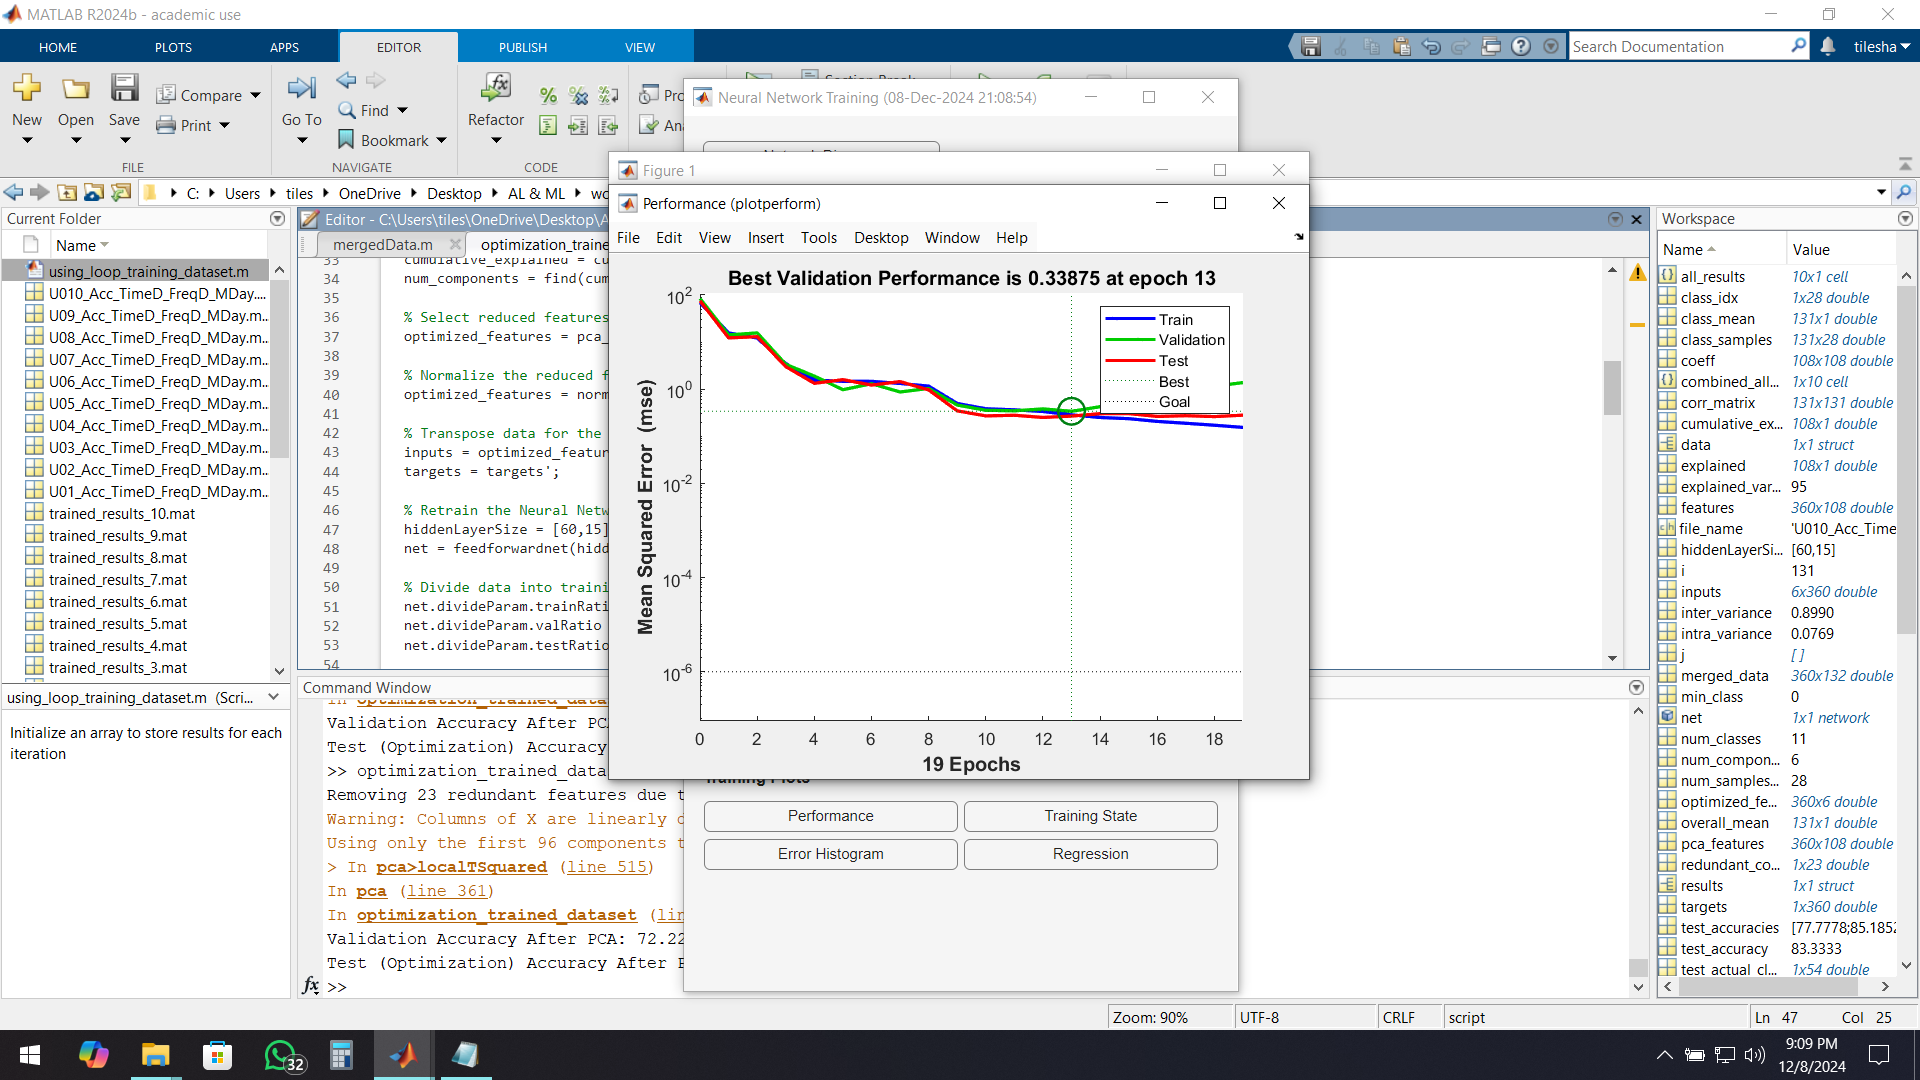 MATLAB R2024b - academic use
HOME PLOTS APPS EDITOR PUBLISH VIEW
Search Documentation
tilesha
New Open Save Compare Print
Go To Find Bookmark
Refactor
FILE NAVIGATE CODE
Section Break
Neural Network Training (08-Dec-2024 21:08:54)
Figure 1
Performance (plotperform)
File Edit View Insert Tools Desktop Window Help
C: Users tiles OneDrive Desktop AL & ML
Current Folder
Name
using_loop_training_dataset.m
U010_Acc_TimeD_FreqD_MDay....
U09_Acc_TimeD_FreqD_MDay.m...
U08_Acc_TimeD_FreqD_MDay.m...
U07_Acc_TimeD_FreqD_MDay.m...
U06_Acc_TimeD_FreqD_MDay.m...
U05_Acc_TimeD_FreqD_MDay.m...
U04_Acc_TimeD_FreqD_MDay.m...
U03_Acc_TimeD_FreqD_MDay.m...
U02_Acc_TimeD_FreqD_MDay.m...
U01_Acc_TimeD_FreqD_MDay.m...
trained_results_10.mat
trained_results_9.mat
trained_results_8.mat
trained_results_7.mat
trained_results_6.mat
trained_results_5.mat
trained_results_4.mat
trained_results_3.mat
using_loop_training_dataset.m (Scri...
Initialize an array to store results for each
iteration
Editor - C:\Users\tiles\OneDrive\Desktop\A
mergedData.m optimization_traine
33 cumulative_explained = cu
34 num_components = find(cum
35
36 % Select reduced features
37 optimized_features = pca_
38
39 % Normalize the reduced f
40 optimized_features = norm
41
42 % Transpose data for the
43 inputs = optimized_featur
44 targets = targets';
45
46 % Retrain the Neural Netw
47 hiddenLayerSize = [60,15]
48 net = feedforwardnet(hidd
49
50 % Divide data into traini
51 net.divideParam.trainRati
52 net.divideParam.valRatio
53 net.divideParam.testRatio
54
Best Validation Performance is 0.33875 at epoch 13
Mean Squared Error (mse)
10^2
10^0
10^-2
10^-4
10^-6
Train
Validation
Test
Best
Goal
0 2 4 6 8 10 12 14 16 18
19 Epochs
Training Plots
Performance Training State
Error Histogram Regression
Command Window
In optimization_trained_data
Validation Accuracy After PC
Test (Optimization) Accuracy
>> optimization_trained_data
Removing 23 redundant features due t
Warning: Columns of X are linearly
Using only the first 96 components t
> In pca>localTSquared (line 515)
In pca (line 361)
In optimization_trained_dataset (lin
Validation Accuracy After PCA: 72.22
Test (Optimization) Accuracy After P
fx >>
Workspace
Name Value
all_results 10x1 cell
class_idx 1x28 double
class_mean 131x1 double
class_samples 131x28 double
coeff 108x108 double
combined_all... 1x10 cell
corr_matrix 131x131 double
cumulative_ex... 108x1 double
data 1x1 struct
explained 108x1 double
explained_var... 95
features 360x108 double
file_name 'U010_Acc_Time
hiddenLayerSi... [60,15]
i 131
inputs 6x360 double
inter_variance 0.8990
intra_variance 0.0769
j []
merged_data 360x132 double
min_class 0
net 1x1 network
num_classes 11
num_compon... 6
num_samples... 28
optimized_fe... 360x6 double
overall_mean 131x1 double
pca_features 360x108 double
redundant_co... 1x23 double
results 1x1 struct
targets 1x360 double
test_accuracies [77.7778;85.1852
test_accuracy 83.3333
test_actual_cl... 1x54 double
Zoom: 90% UTF-8 CRLF script Ln 47 Col 25
32
9:09 PM
12/8/2024